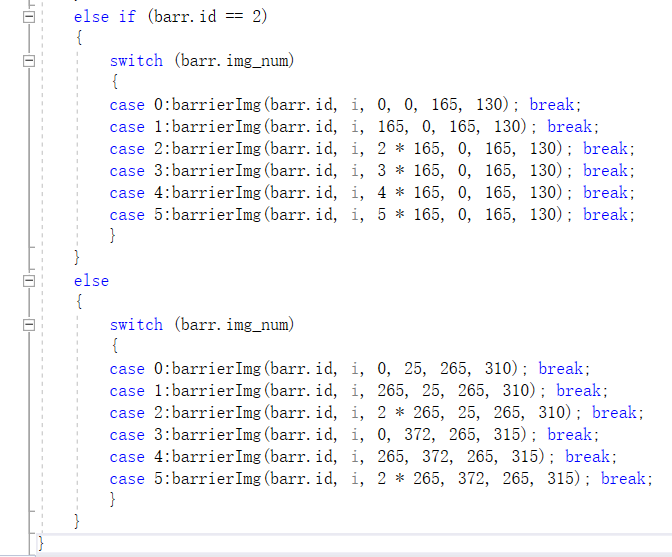 else if (barr.id == 2)
{
switch (barr.img_num)
{
case 0:barrierImg(barr.id, i, 0, 0, 165, 130); break;
case 1:barrierImg(barr.id, i, 165, 0, 165, 130); break;
case 2:barrierImg(barr.id, i, 2 * 165, 0, 165, 130); break;
case 3:barrierImg(barr.id, i, 3 * 165, 0, 165, 130); break;
case 4:barrierImg(barr.id, i, 4 * 165, 0, 165, 130); break;
case 5:barrierImg(barr.id, i, 5 * 165, 0, 165, 130); break;
}
}
else
{
switch (barr.img_num)
{
case 0:barrierImg(barr.id, i, 0, 25, 265, 310); break;
case 1:barrierImg(barr.id, i, 265, 25, 265, 310); break;
case 2:barrierImg(barr.id, i, 2 * 265, 25, 265, 310); break;
case 3:barrierImg(barr.id, i, 0, 372, 265, 315); break;
case 4:barrierImg(barr.id, i, 265, 372, 265, 315); break;
case 5:barrierImg(barr.id, i, 2 * 265, 372, 265, 315); break;
}
}
}